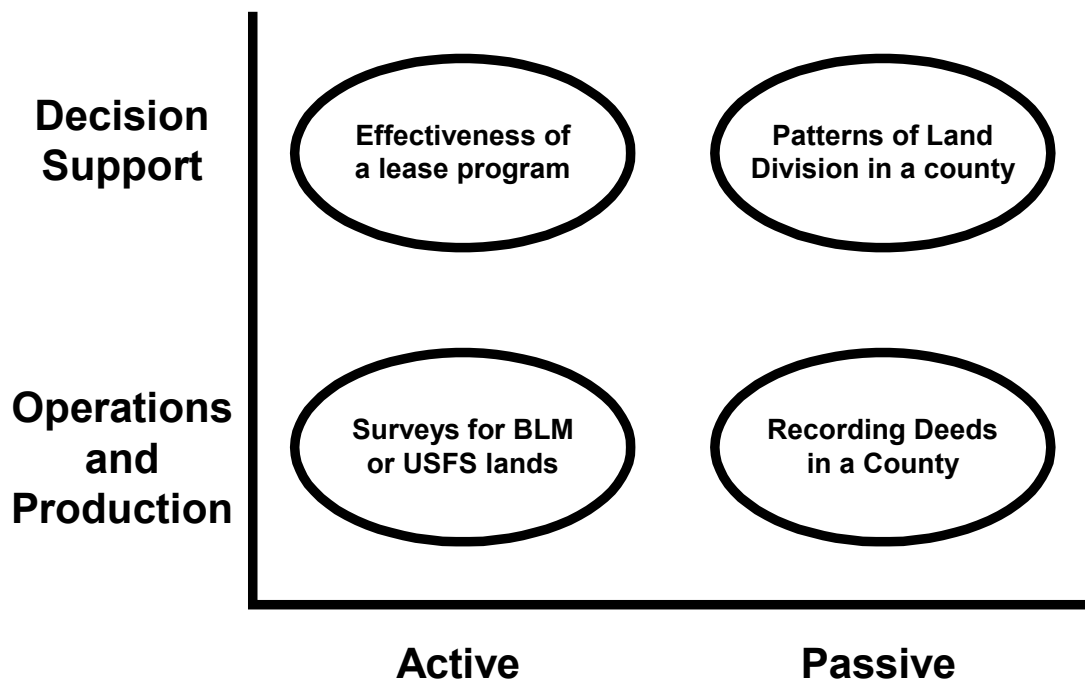 Decision
Support
Effectiveness of
a lease program
Patterns of Land
Division in a county
Operations
and
Production
Surveys for BLM
or USFS lands
Recording Deeds
in a County
Active
Passive